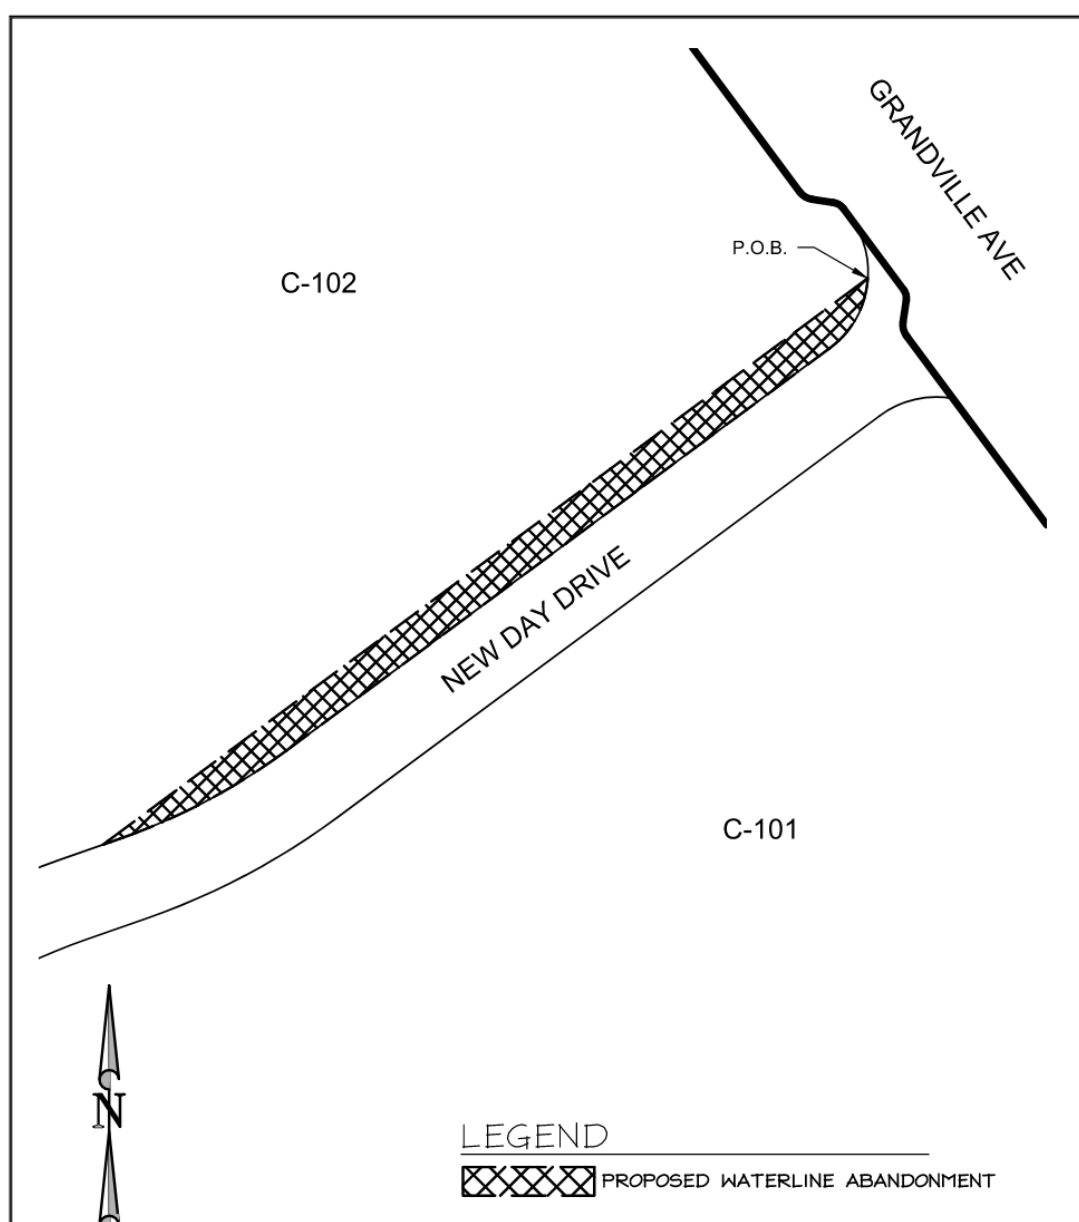 GRANDVILLE AVE
P.O.B.
C-102
NEW DAY DRIVE
C-101
N
LEGEND
PROPOSED WATERLINE ABANDONMENT